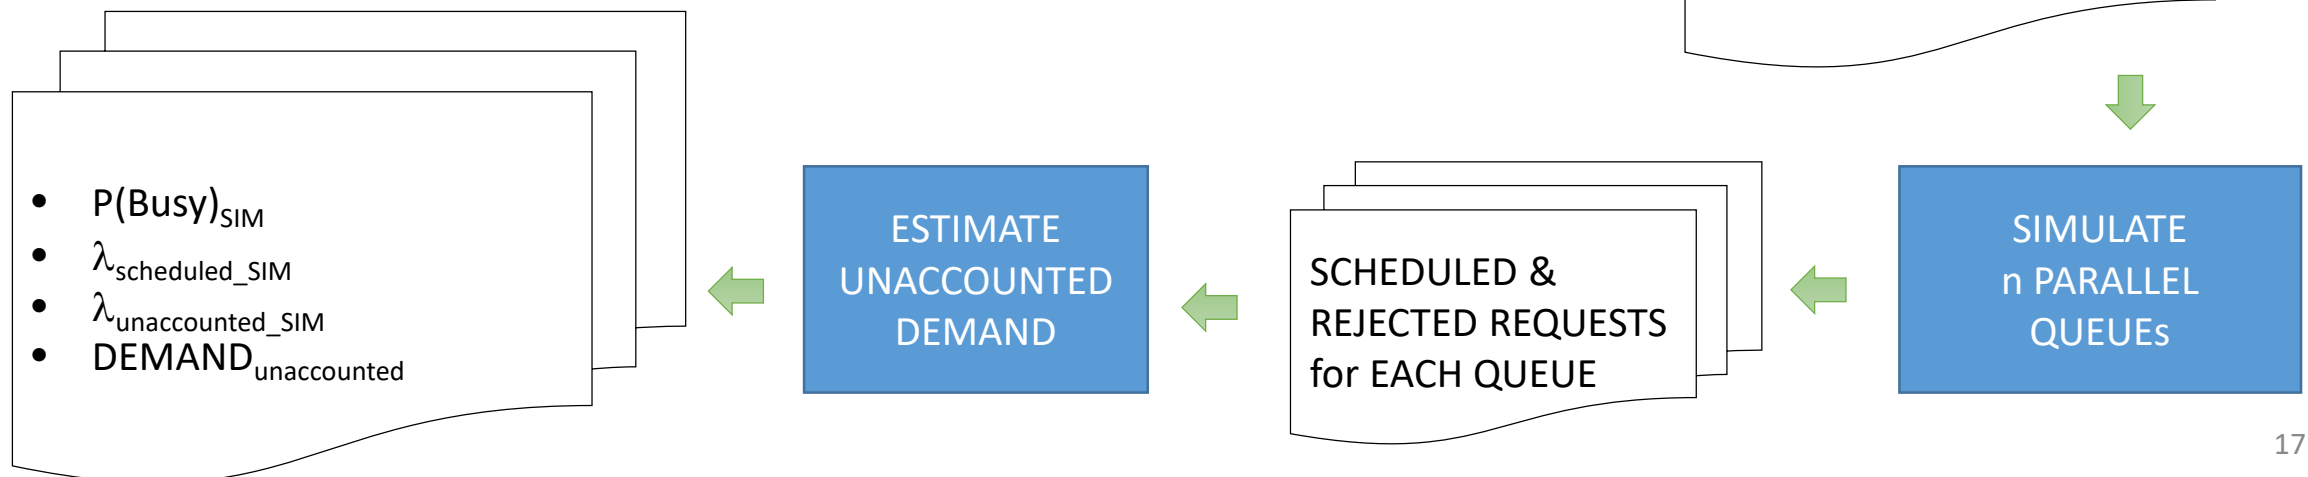 • P(Busy)SIM
• λscheduled_SIM
• λunaccounted_SIM
• DEMANDunaccounted
ESTIMATE
UNACCOUNTED
DEMAND
SCHEDULED &
REJECTED REQUESTS
for EACH QUEUE
SIMULATE
n PARALLEL
QUEUEs
17